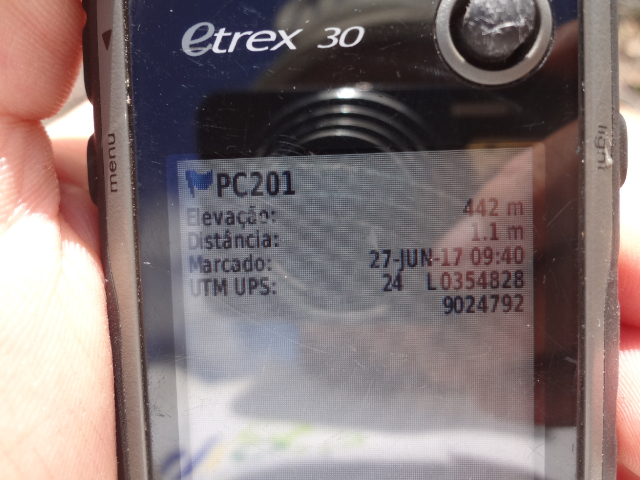 etrex 30
menu
light
PC201
Elevação: 442 m
Distância: 1.1 m
Marcado: 27-JUN-17 09:40
UTM UPS: 24 L0354828
9024792